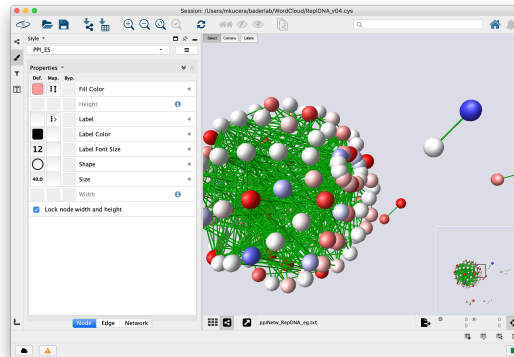 Session: /Users/mkucera/baderlab/WordCloud/ReplDNA_v04.cys
Style
PPI_ES
Properties
Def. Map. Byp.
Fill Color
Height
Label
Label Color
12 Label Font Size
Shape
40.0 Size
Width
Lock node width and height
Node Edge Network
Select Camera Labels
ppiNetw_RepDNA_eg.txt